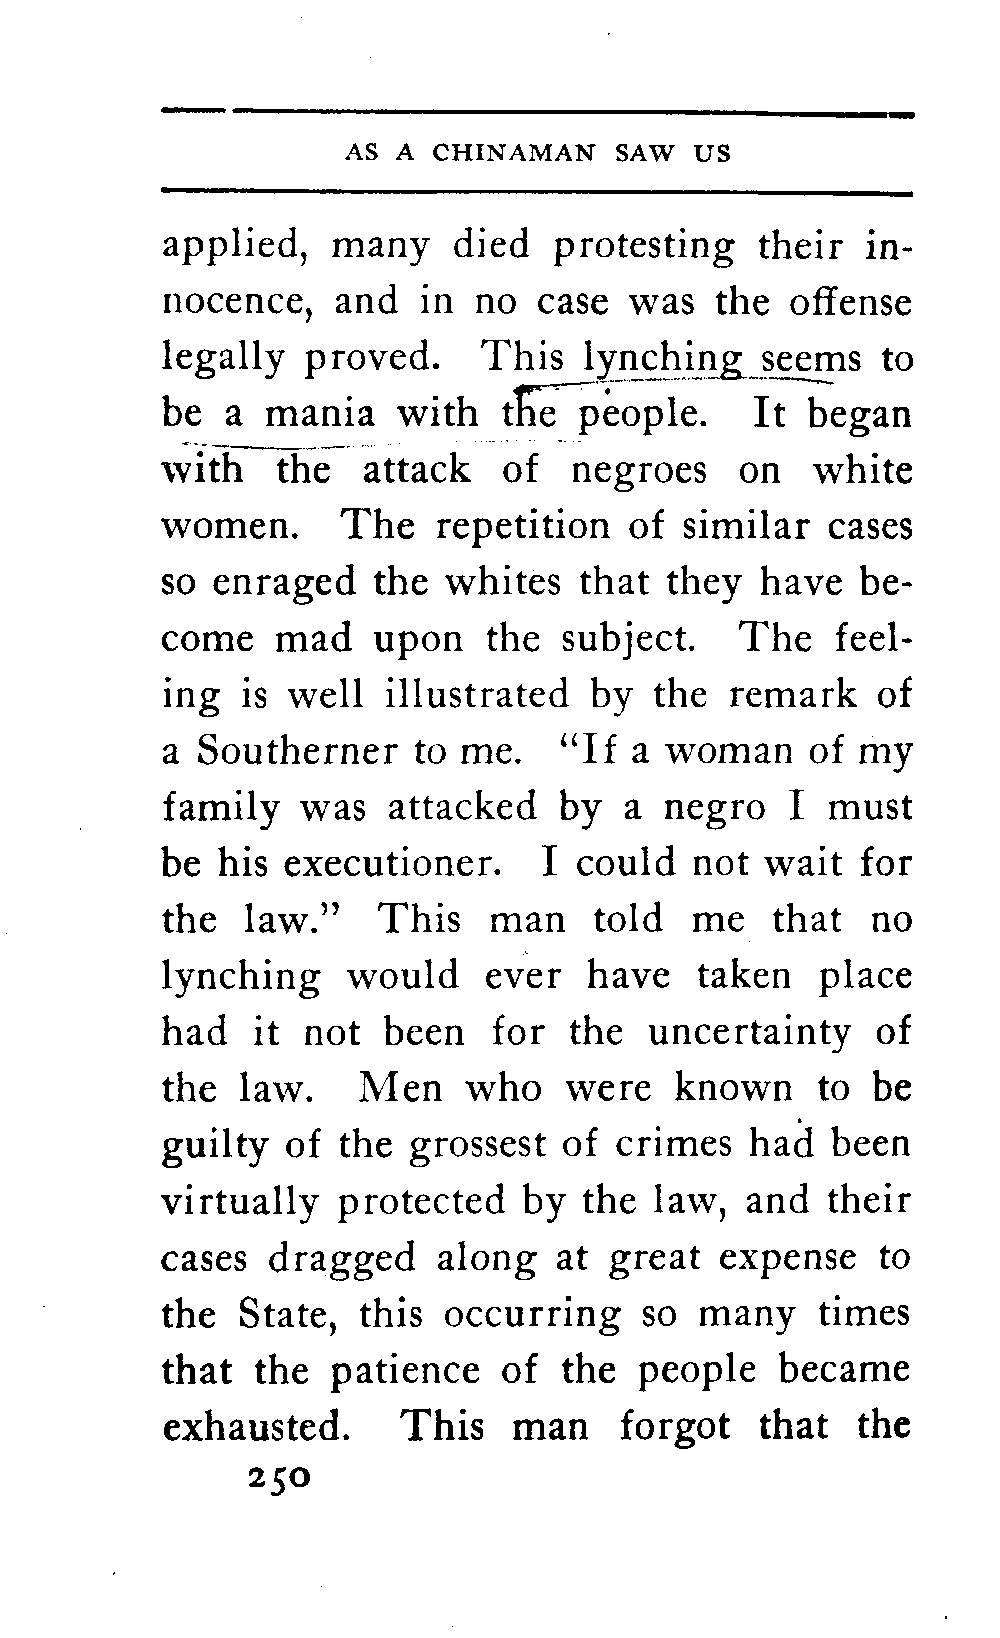 AS A CHINAMAN SAW US
applied, many died protesting their in-
nocence, and in no case was the offense
legally proved. This lynching seems to
be a mania with the people. It began
with the attack of negroes on white
women. The repetition of similar cases
so enraged the whites that they have be-
come mad upon the subject. The feel-
ing is well illustrated by the remark of
a Southerner to me. "If a woman of my
family was attacked by a negro I must
be his executioner. I could not wait for
the law." This man told me that no
lynching would ever have taken place
had it not been for the uncertainty of
the law. Men who were known to be
guilty of the grossest of crimes had been
virtually protected by the law, and their
cases dragged along at great expense to
the State, this occurring so many times
that the patience of the people became
exhausted. This man forgot that the
250